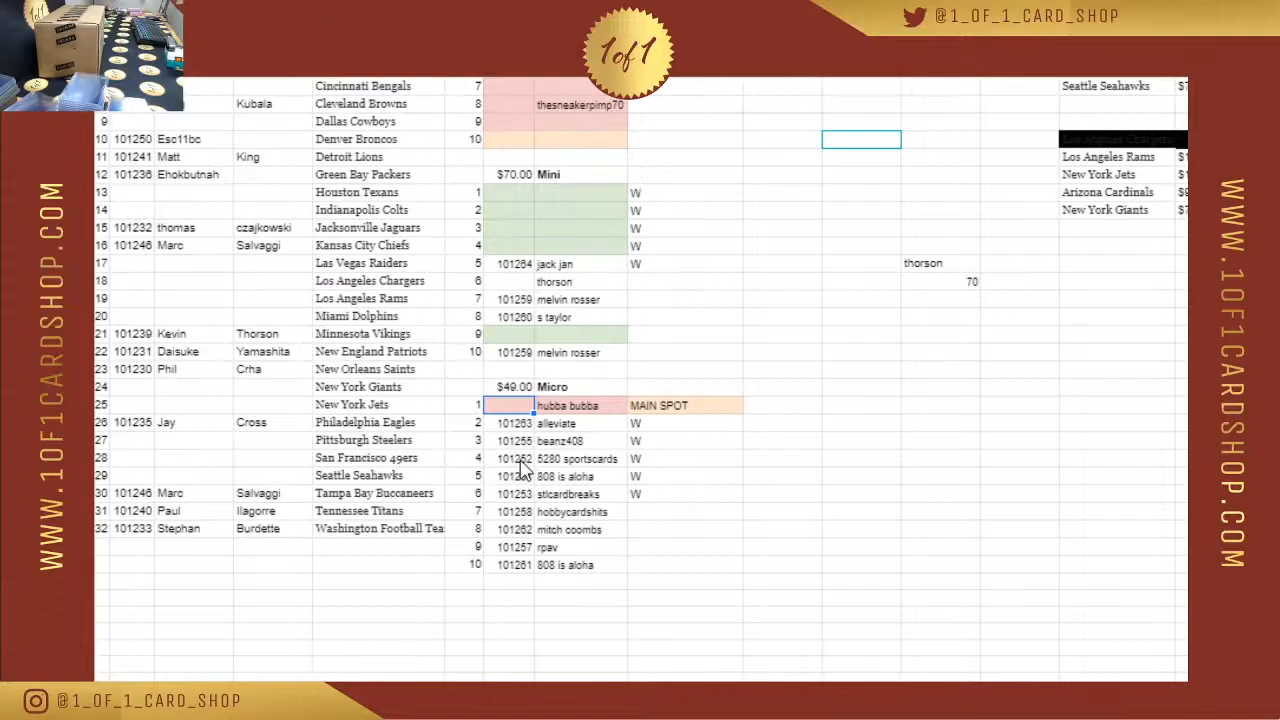 @1_OF_1_CARD_SHOP
1 of 1
Cincinnati Bengals 7 Seattle Seahawks
Kubala Cleveland Browns 8 thesneakerpimp70
9 Dallas Cowboys 9
10 101250 Esc11bc Denver Broncos 10 Los Angeles Chargers
11 101241 Matt King Detroit Lions Los Angeles Rams
12 101236 Ehokbutnah Green Bay Packers $70.00 Mini New York Jets
13 Houston Texans 1 W Arizona Cardinals
14 Indianapolis Colts 2 W New York Giants
15 101232 thomas czajkowski Jacksonville Jaguars 3 W
16 101246 Marc Salvaggi Kansas City Chiefs 4 W
17 Las Vegas Raiders 5 101264 jack jan W thorson
18 Los Angeles Chargers 6 thorson 70
19 Los Angeles Rams 7 101259 melvin rosser
20 Miami Dolphins 8 101260 s taylor
21 101239 Kevin Thorson Minnesota Vikings 9
22 101231 Daisuke Yamashita New England Patriots 10 101259 melvin rosser
23 101230 Phil Crha New Orleans Saints
24 New York Giants $49.00 Micro
25 New York Jets 1 hubba bubba MAIN SPOT
26 101235 Jay Cross Philadelphia Eagles 2 101263 alleviate W
27 Pittsburgh Steelers 3 101255 beanz408 W
28 San Francisco 49ers 4 101252 5280 sportscards W
29 Seattle Seahawks 5 808 is aloha W
30 101246 Marc Salvaggi Tampa Bay Buccaneers 6 101253 stlcardbreaks W
31 101240 Paul Ilagorre Tennessee Titans 7 101258 hobbycardshits
32 101233 Stephan Burdette Washington Football Tea 8 101262 mitch coombs
9 101257 rpav
10 101261 808 is aloha
WWW.1OF1CARDSHOP.COM
WWW.1OF1CARDSHOP.COM
@1_OF_1_CARD_SHOP